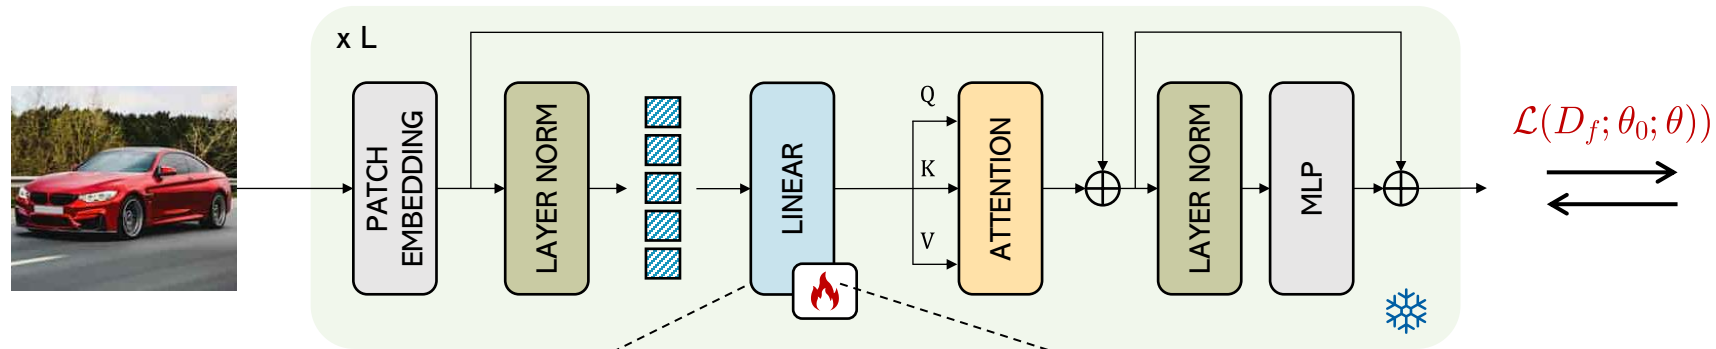 x L
PATCH
EMBEDDING
LAYER NORM
LINEAR
Q
K
V
ATTENTION
LAYER NORM
MLP
ℒ(D_f; θ_0; θ))